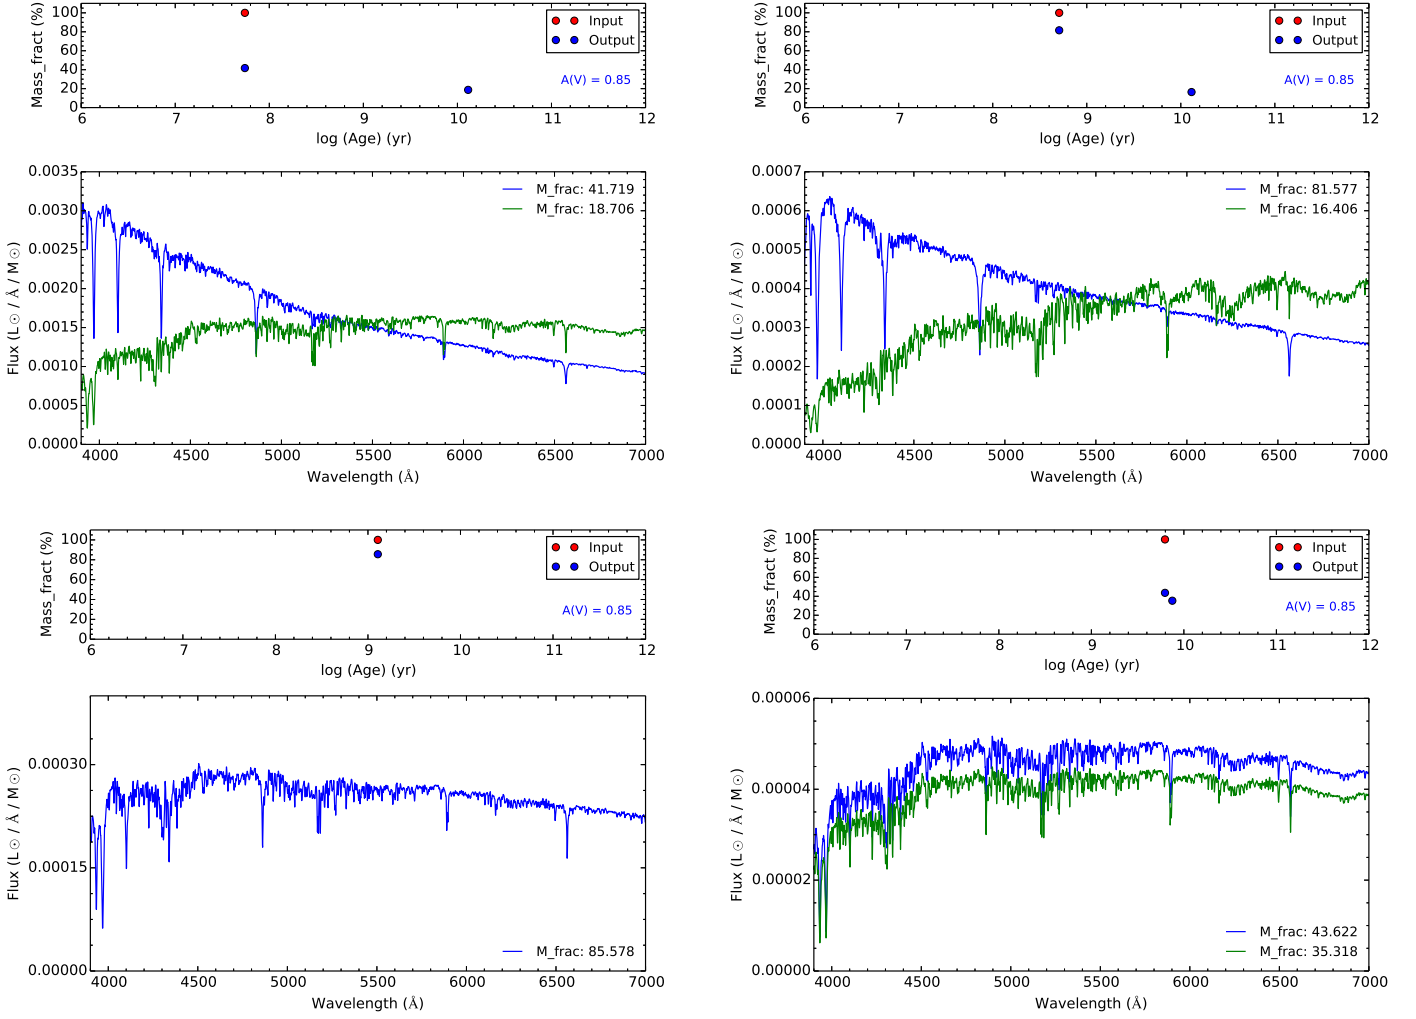 Mass_fract (%)
100
80
60
40
20
0
Input
Output
A(V) = 0.85
6 7 8 9 10 11 12
log (Age) (yr)
Flux (L☉ / Å / M☉)
0.0035
0.0030
0.0025
0.0020
0.0015
0.0010
0.0005
0.0000
M_frac: 41.719
M_frac: 18.706
4000 4500 5000 5500 6000 6500 7000
Wavelength (Å)
Mass_fract (%)
100
80
60
40
20
0
Input
Output
A(V) = 0.85
6 7 8 9 10 11 12
log (Age) (yr)
Flux (L☉ / Å / M☉)
0.0007
0.0006
0.0005
0.0004
0.0003
0.0002
0.0001
0.0000
M_frac: 81.577
M_frac: 16.406
4000 4500 5000 5500 6000 6500 7000
Wavelength (Å)
Mass_fract (%)
100
80
60
40
20
0
Input
Output
A(V) = 0.85
6 7 8 9 10 11 12
log (Age) (yr)
Flux (L☉ / Å / M☉)
0.00030
0.00015
0.00000
M_frac: 85.578
4000 4500 5000 5500 6000 6500 7000
Wavelength (Å)
Mass_fract (%)
100
80
60
40
20
0
Input
Output
A(V) = 0.85
6 7 8 9 10 11 12
log (Age) (yr)
Flux (L☉ / Å / M☉)
0.00006
0.00004
0.00002
0.00000
M_frac: 43.622
M_frac: 35.318
4000 4500 5000 5500 6000 6500 7000
Wavelength (Å)